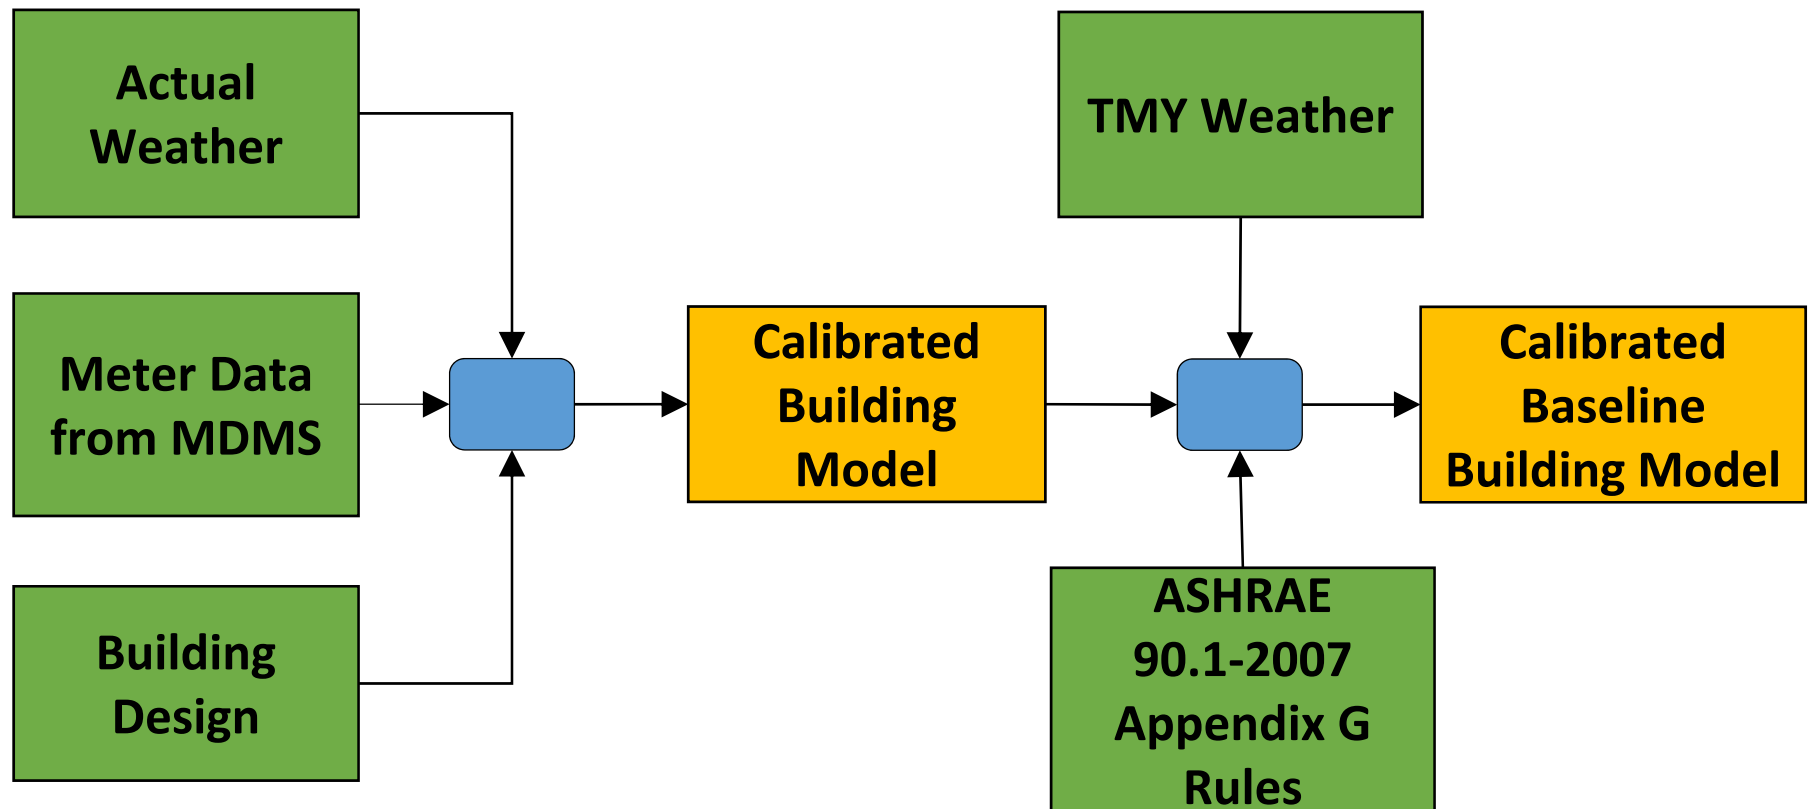 Actual
Weather
TMY Weather
Meter Data
from MDMS
Calibrated
Building
Model
Calibrated
Baseline
Building Model
Building
Design
ASHRAE
90.1-2007
Appendix G
Rules